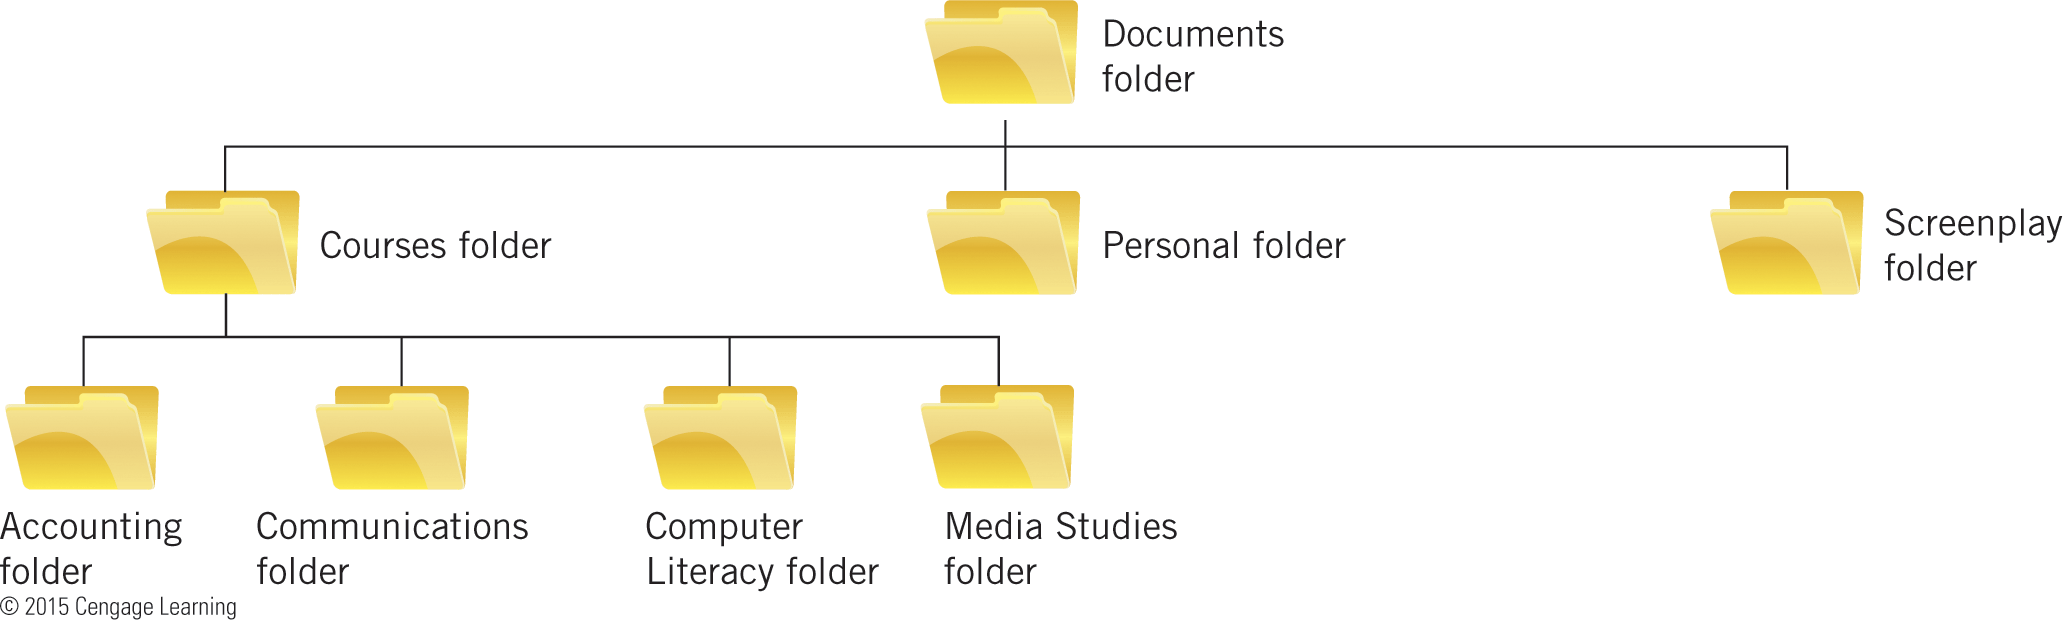 Documents
folder
Courses folder
Personal folder
Screenplay
folder
Accounting
folder
Communications
folder
Computer
Literacy folder
Media Studies
folder
© 2015 Cengage Learning